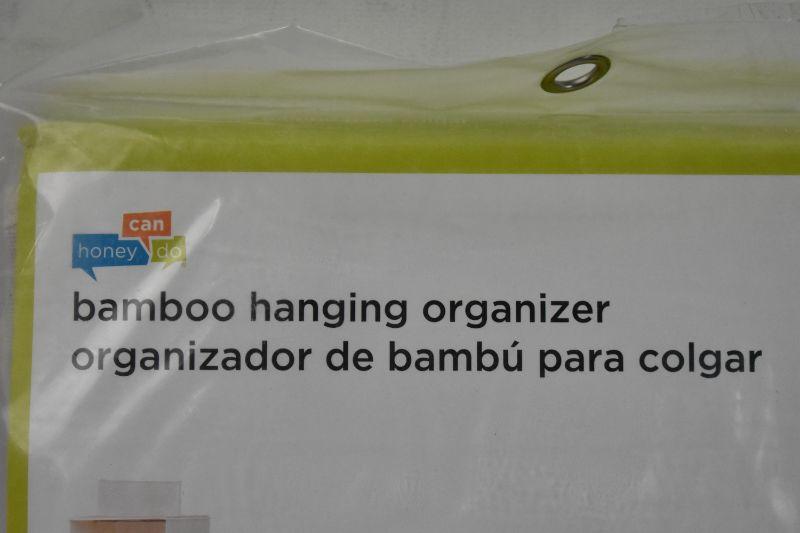 honey can do
bamboo hanging organizer
organizador de bambú para colgar